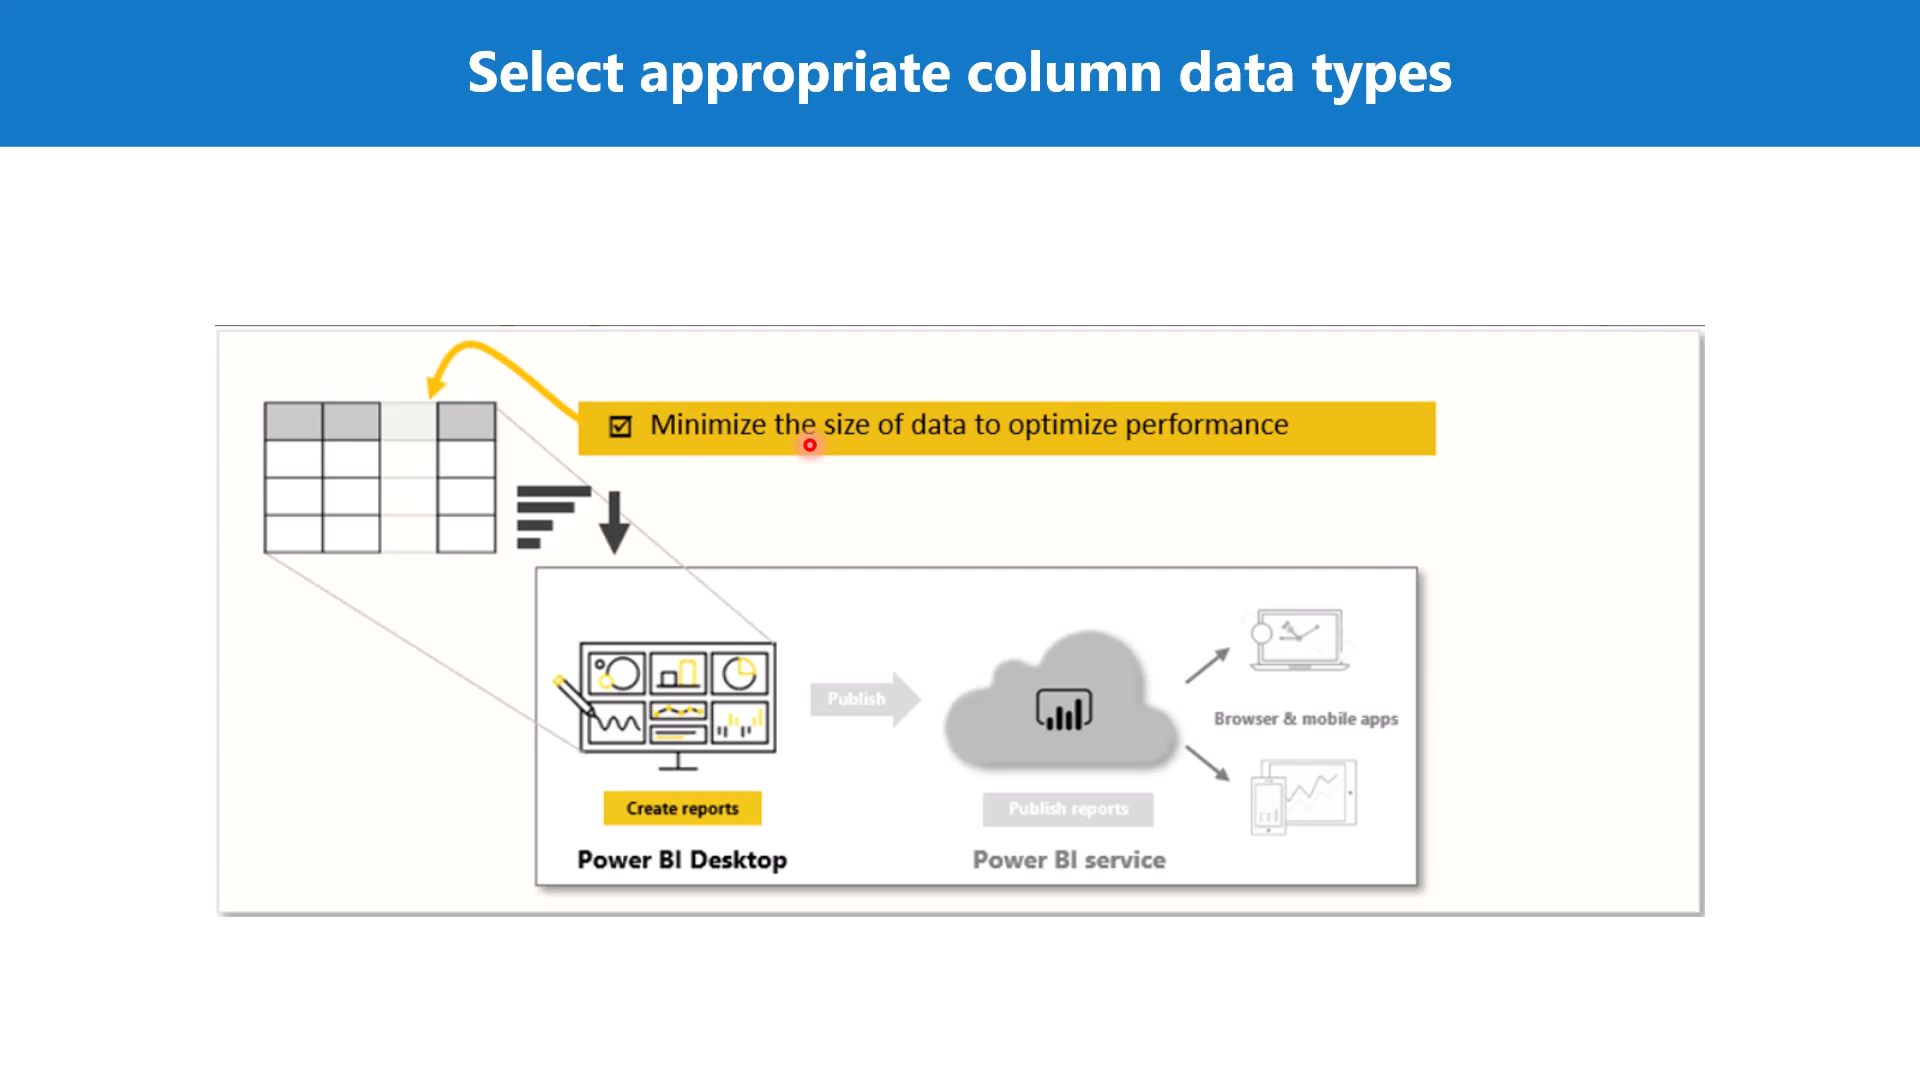 Select appropriate column data types
Minimize the size of data to optimize performance
Publish
Browser & mobile apps
Create reports
Publish reports
Power BI Desktop
Power BI service